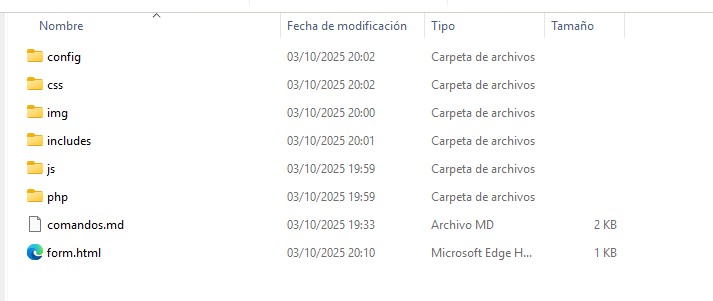 Nombre Fecha de modificación Tipo Tamaño
config 03/10/2025 20:02 Carpeta de archivos
css 03/10/2025 20:02 Carpeta de archivos
img 03/10/2025 20:00 Carpeta de archivos
includes 03/10/2025 20:01 Carpeta de archivos
js 03/10/2025 19:59 Carpeta de archivos
php 03/10/2025 19:59 Carpeta de archivos
comandos.md 03/10/2025 19:33 Archivo MD 2 KB
form.html 03/10/2025 20:10 Microsoft Edge H... 1 KB